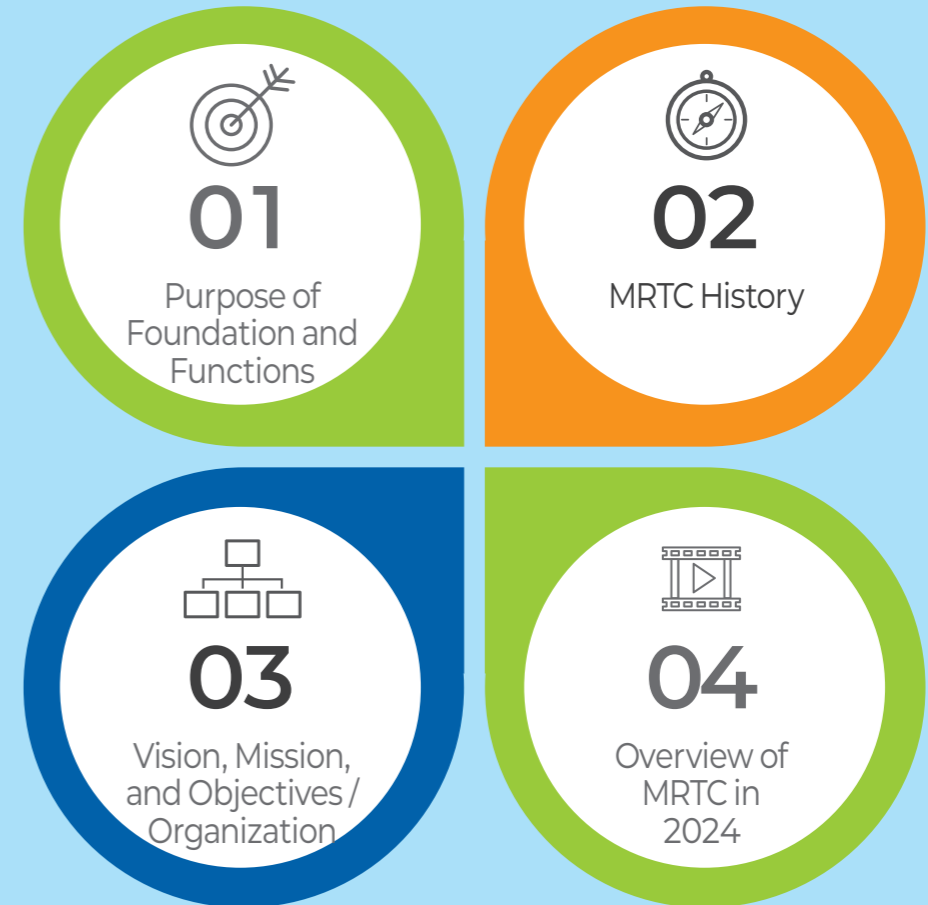 01
Purpose of
Foundation and
Functions
02
MRTC History
03
Vision, Mission,
and Objectives /
Organization
04
Overview of
MRTC in
2024